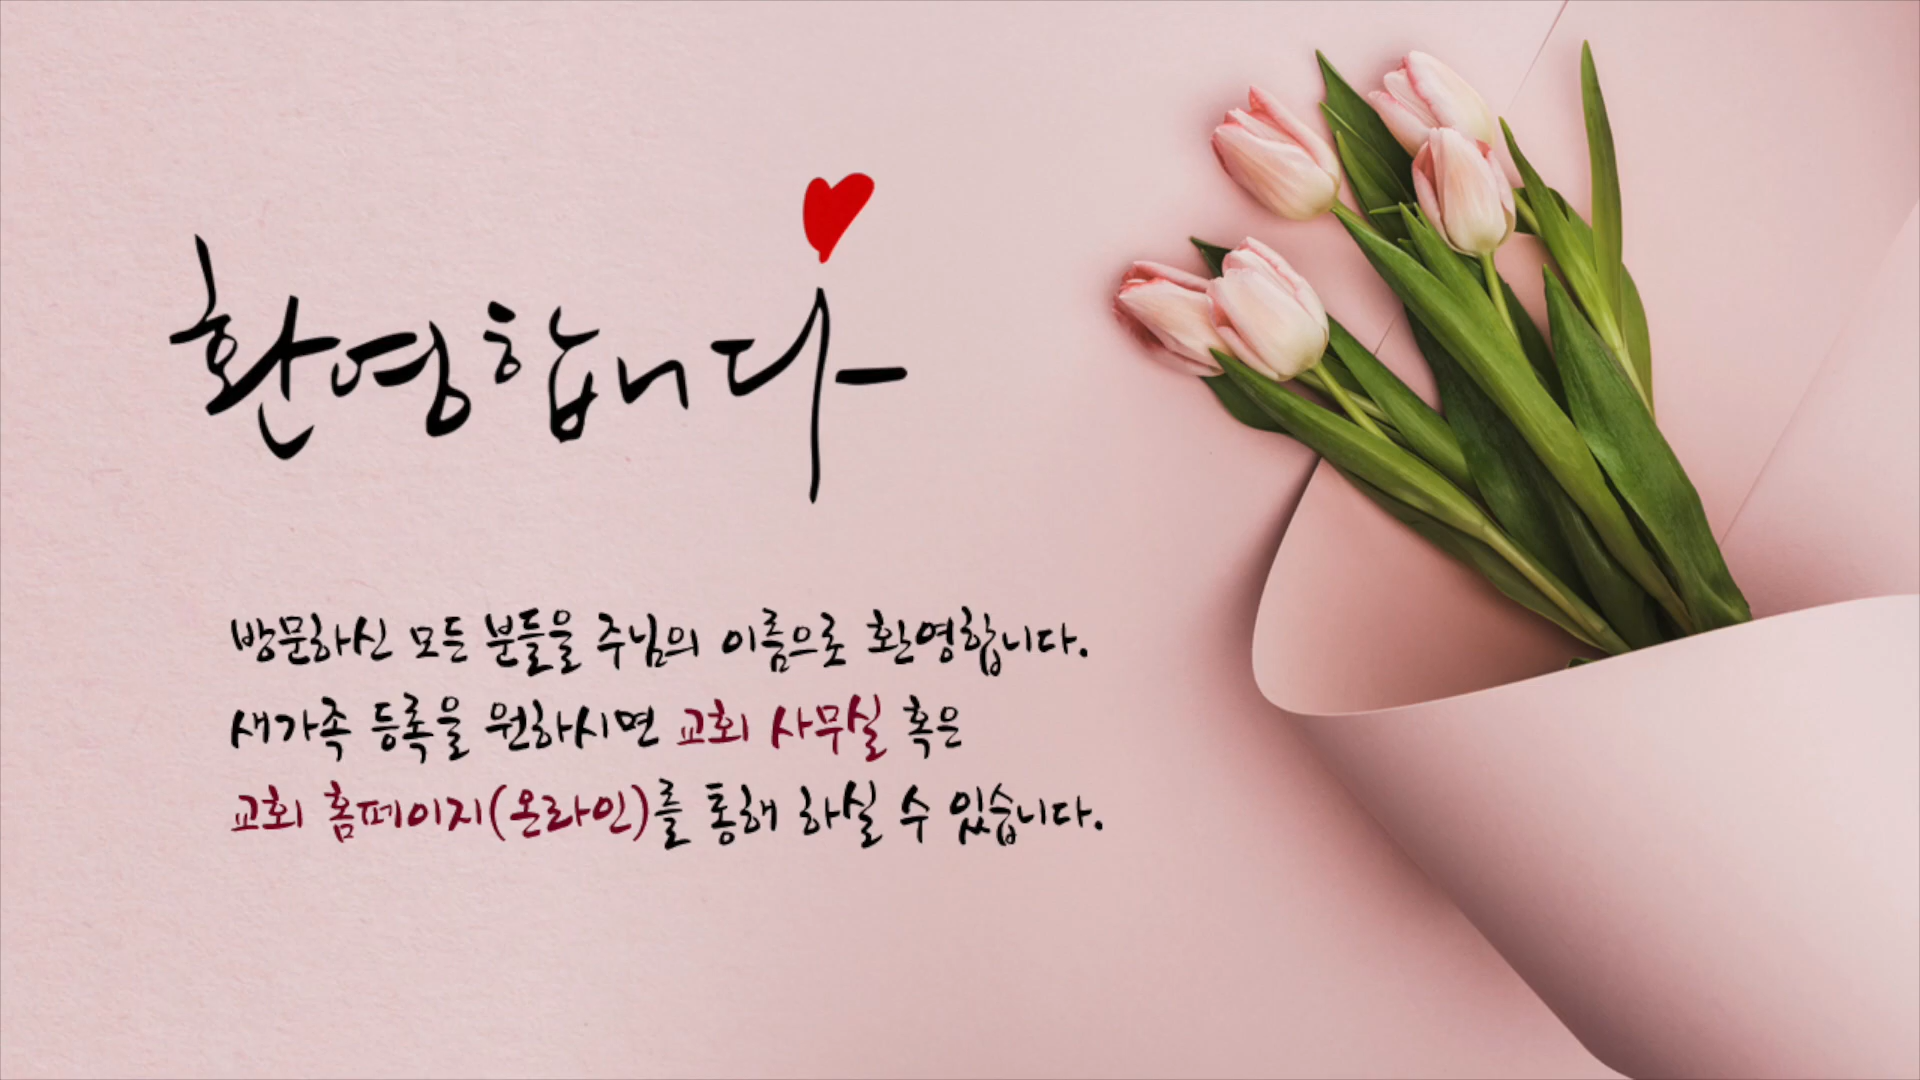 환영합니다
방문하신 모든 분들을 주님의 이름으로 환영합니다.
새가족 등록을 원하시면 교회 사무실 혹은
교회 홈페이지(온라인)를 통해 하실 수 있습니다.